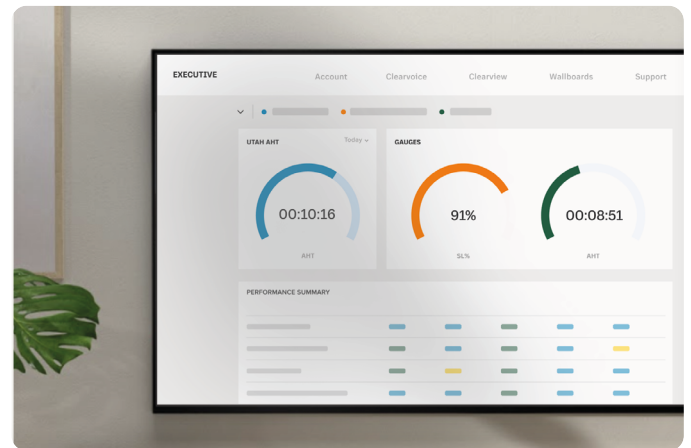 EXECUTIVE Account Clearvoice Clearview Wallboards Support
UTAH AHT Today
GAUGES
00:10:16
91%
00:08:51
AHT
SL%
AHT
PERFORMANCE SUMMARY